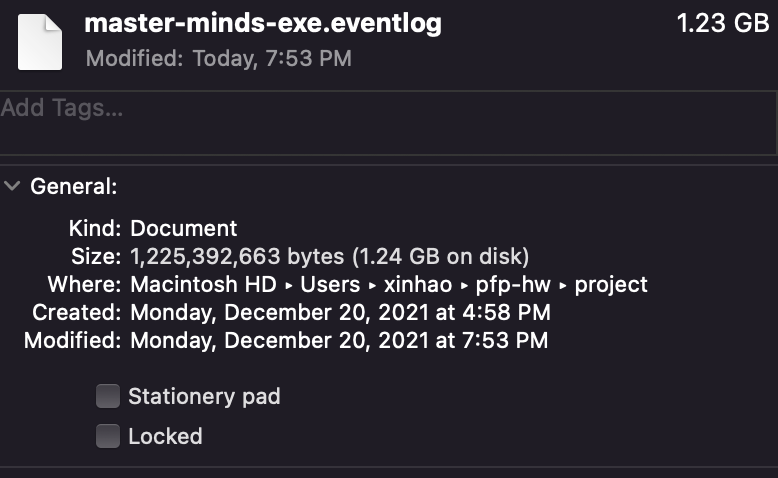 master-minds-exe.eventlog 1.23 GB
Modified: Today, 7:53 PM
Add Tags...
General:
Kind: Document
Size: 1,225,392,663 bytes (1.24 GB on disk)
Where: Macintosh HD ▸ Users ▸ xinhao ▸ pfp-hw ▸ project
Created: Monday, December 20, 2021 at 4:58 PM
Modified: Monday, December 20, 2021 at 7:53 PM
Stationery pad
Locked